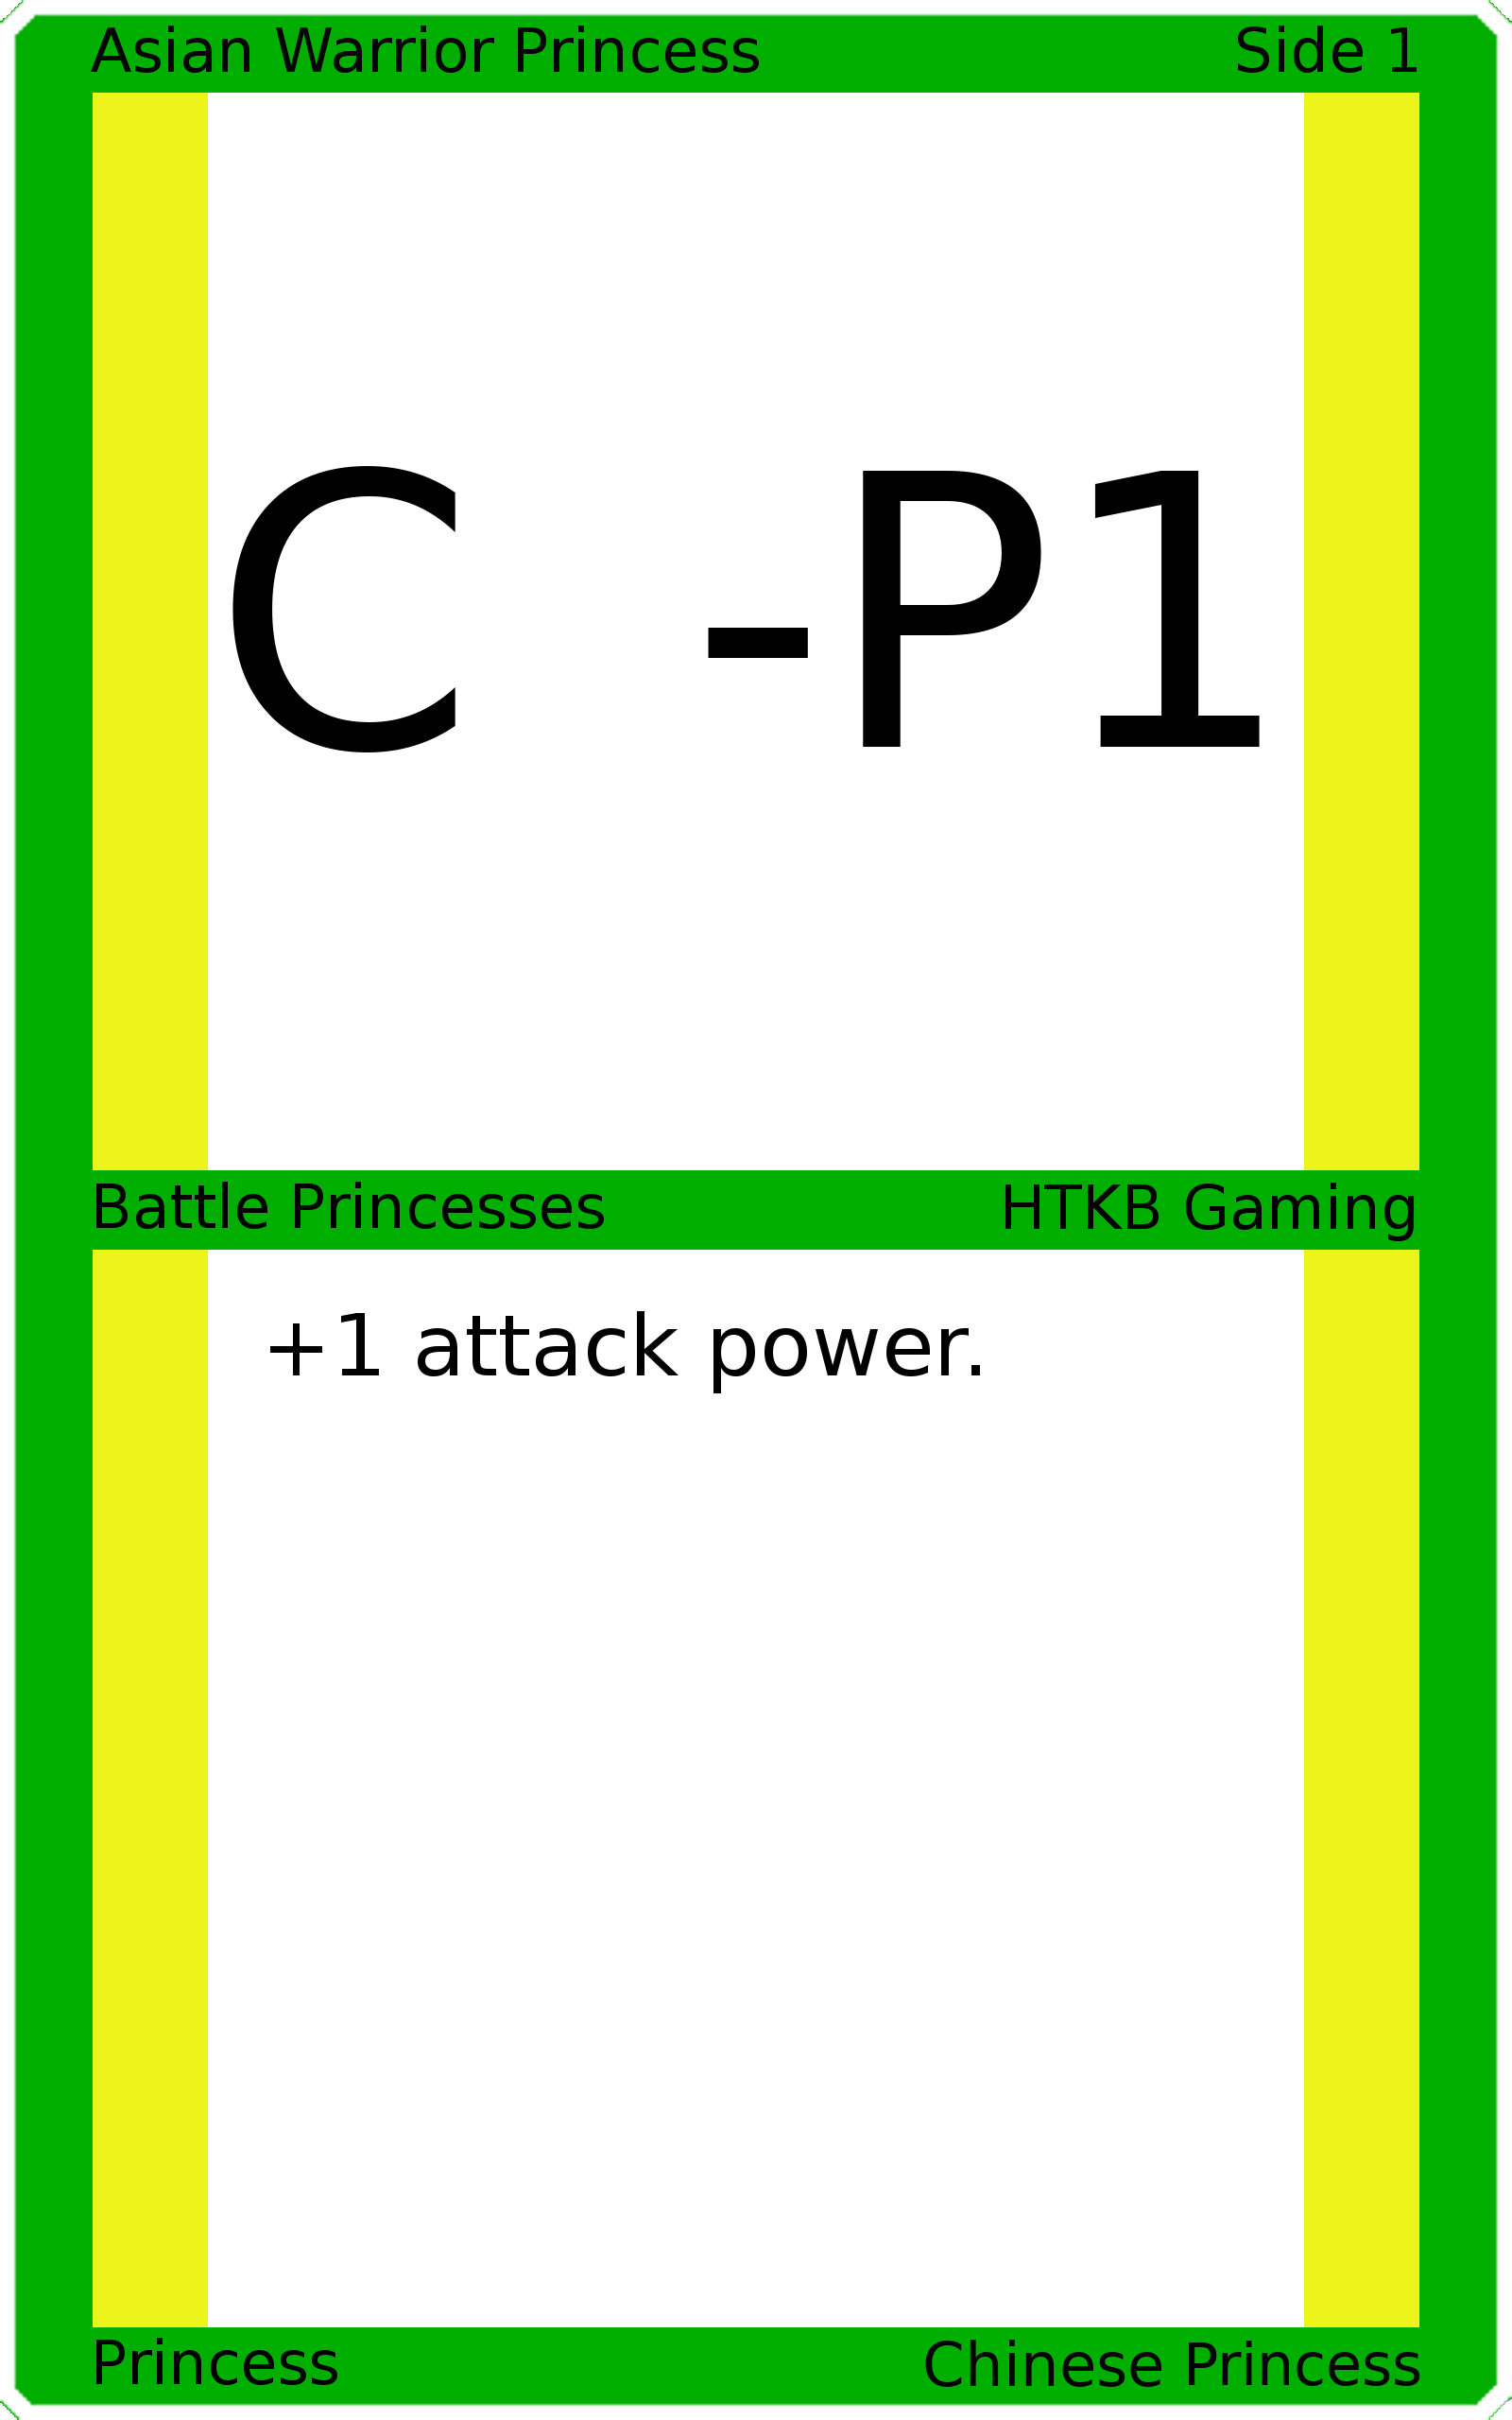 Asian Warrior Princess Side 1
C -P1
Battle Princesses HTKB Gaming
+1 attack power.
Princess Chinese Princess